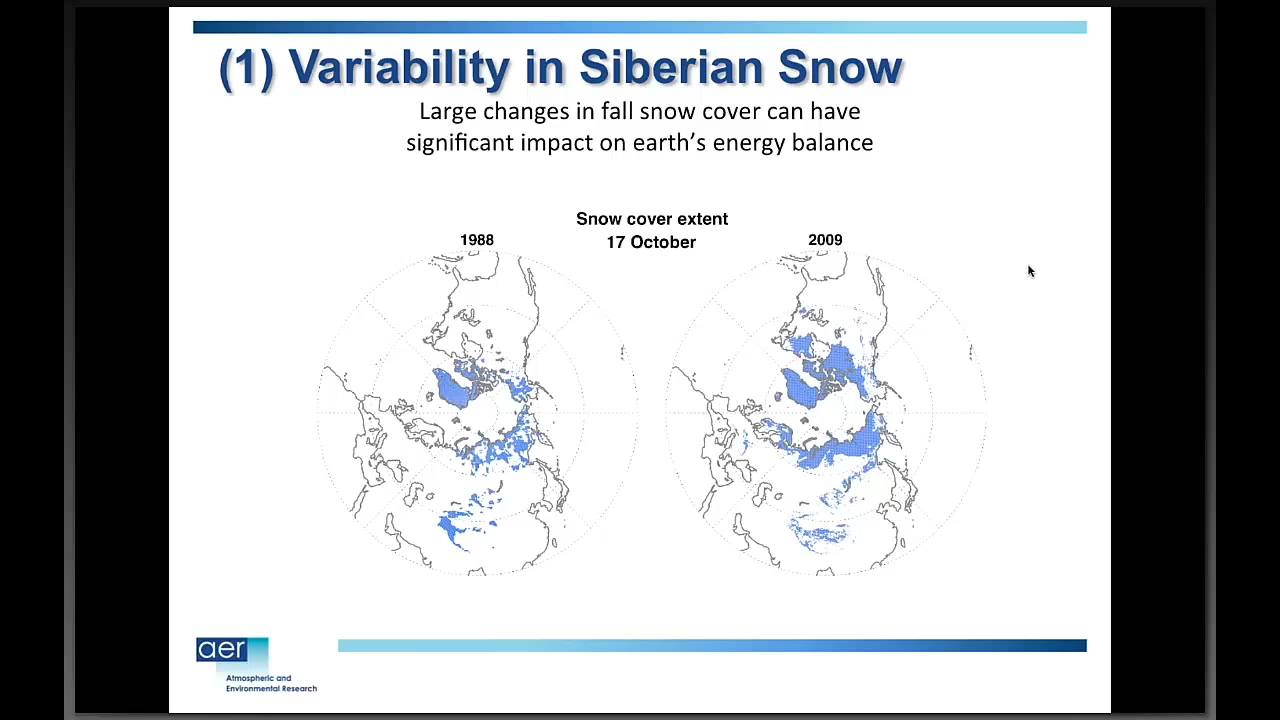 (1) Variability in Siberian Snow
Large changes in fall snow cover can have
significant impact on earth’s energy balance
Snow cover extent
17 October
1988
2009
aer
Atmospheric and
Environmental Research